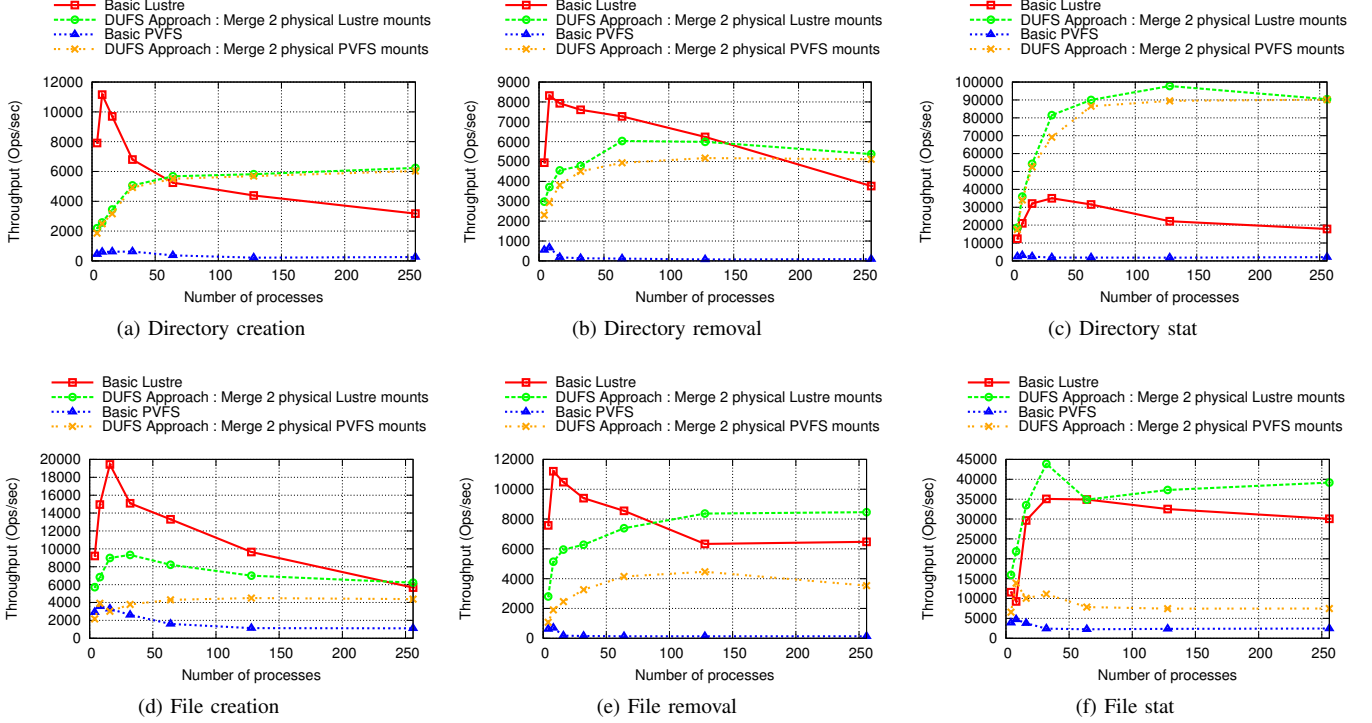 Basic Lustre
DUFS Approach : Merge 2 physical Lustre mounts
Basic PVFS
DUFS Approach : Merge 2 physical PVFS mounts
12000
10000
8000
6000
4000
2000
0
0 50 100 150 200 250
Throughput (Ops/sec)
Number of processes
(a) Directory creation
Basic Lustre
DUFS Approach : Merge 2 physical Lustre mounts
Basic PVFS
DUFS Approach : Merge 2 physical PVFS mounts
9000
8000
7000
6000
5000
4000
3000
2000
1000
0
0 50 100 150 200 250
Throughput (Ops/sec)
Number of processes
(b) Directory removal
Basic Lustre
DUFS Approach : Merge 2 physical Lustre mounts
Basic PVFS
DUFS Approach : Merge 2 physical PVFS mounts
100000
90000
80000
70000
60000
50000
40000
30000
20000
10000
0
0 50 100 150 200 250
Throughput (Ops/sec)
Number of processes
(c) Directory stat
Basic Lustre
DUFS Approach : Merge 2 physical Lustre mounts
Basic PVFS
DUFS Approach : Merge 2 physical PVFS mounts
20000
18000
16000
14000
12000
10000
8000
6000
4000
2000
0
0 50 100 150 200 250
Throughput (Ops/sec)
Number of processes
(d) File creation
Basic Lustre
DUFS Approach : Merge 2 physical Lustre mounts
Basic PVFS
DUFS Approach : Merge 2 physical PVFS mounts
12000
10000
8000
6000
4000
2000
0
0 50 100 150 200 250
Throughput (Ops/sec)
Number of processes
(e) File removal
Basic Lustre
DUFS Approach : Merge 2 physical Lustre mounts
Basic PVFS
DUFS Approach : Merge 2 physical PVFS mounts
45000
40000
35000
30000
25000
20000
15000
10000
5000
0
0 50 100 150 200 250
Throughput (Ops/sec)
Number of processes
(f) File stat